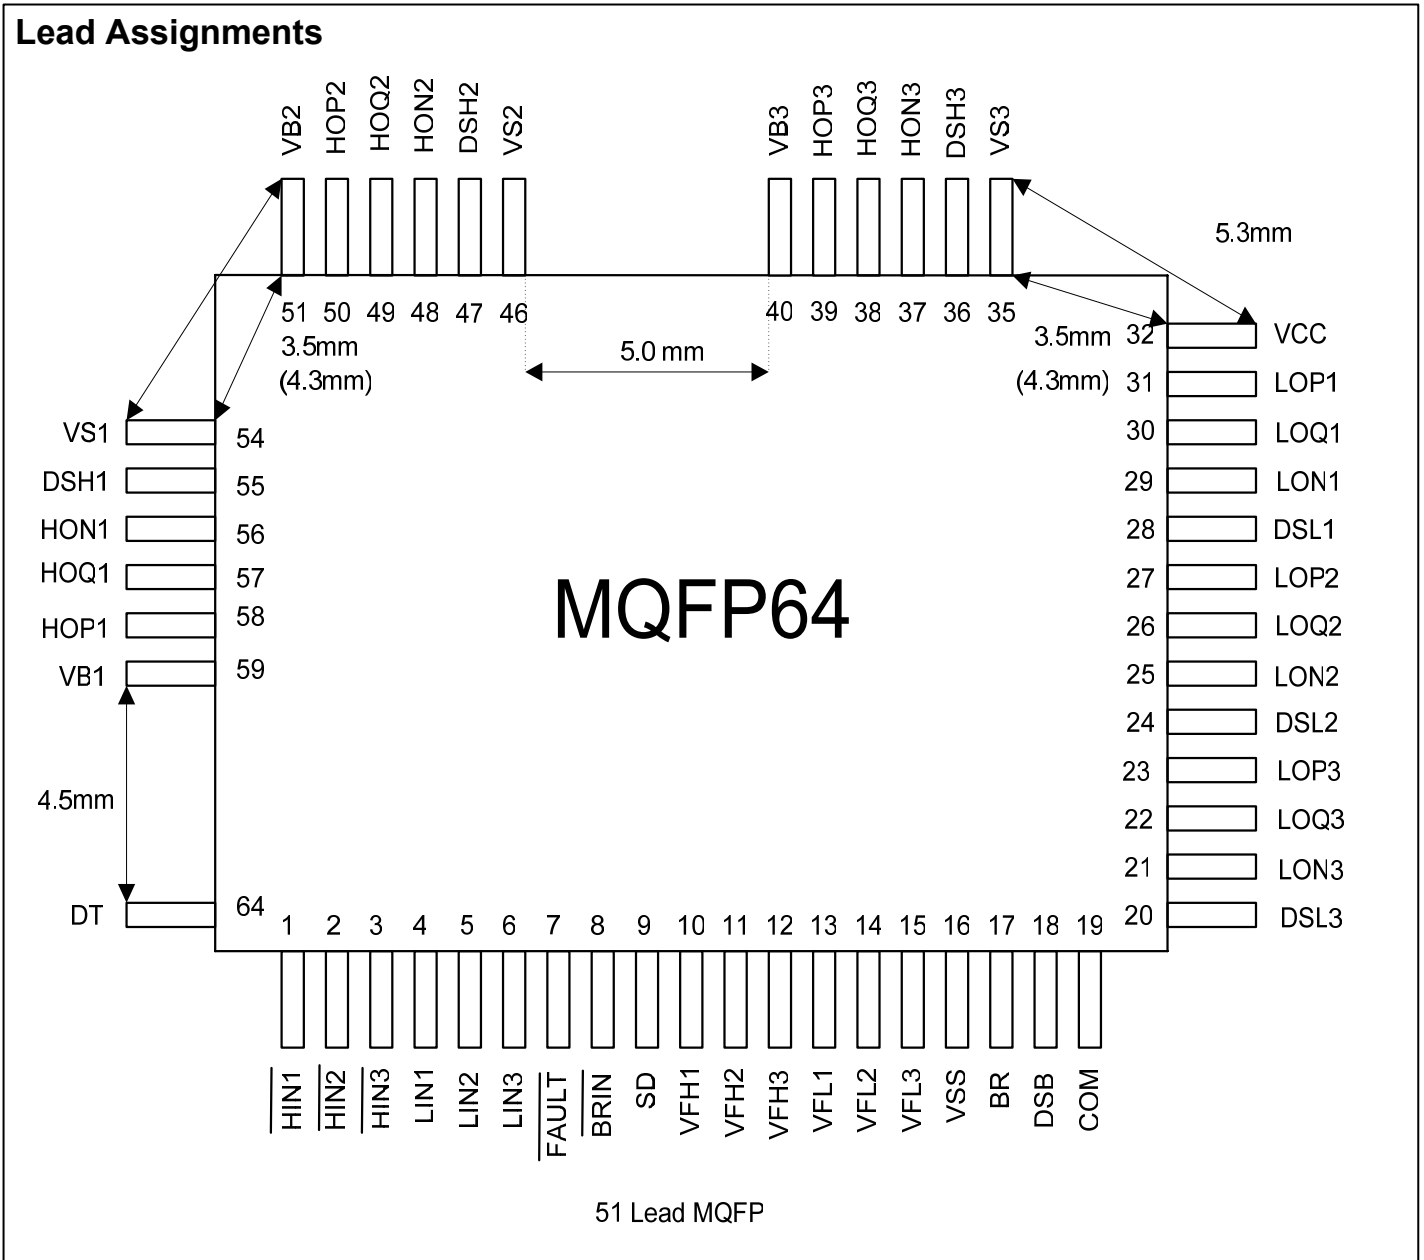 Lead Assignments
VB2 HOP2 HOQ2 HON2 DSH2 VS2 VB3 HOP3 HOQ3 HON3 DSH3 VS3
5.3mm
51 50 49 48 47 46 40 39 38 37 36 35
3.5mm
(4.3mm)
5.0 mm
3.5mm
(4.3mm)
32 VCC
31 LOP1
30 LOQ1
29 LON1
28 DSL1
27 LOP2
26 LOQ2
25 LON2
24 DSL2
23 LOP3
22 LOQ3
21 LON3
20 DSL3
VS1 54
DSH1 55
HON1 56
HOQ1 57
HOP1 58
VB1 59
MQFP64
4.5mm
DT 64
1 2 3 4 5 6 7 8 9 10 11 12 13 14 15 16 17 18 19
HIN1 HIN2 HIN3 LIN1 LIN2 LIN3 FAULT BRIN SD VFH1 VFH2 VFH3 VFL1 VFL2 VFL3 VSS BR DSB COM
51 Lead MQFP